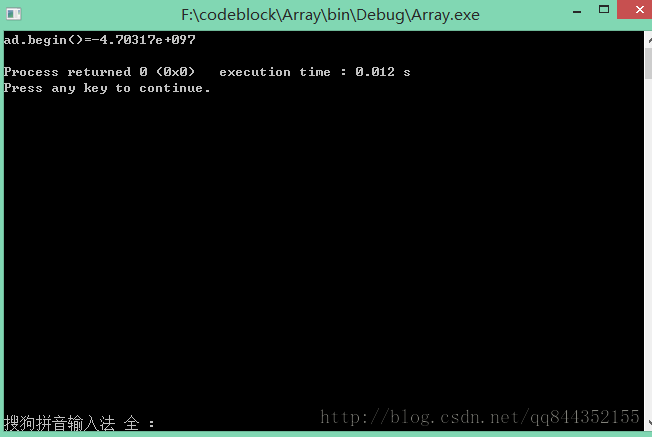 F:\codeblock\Array\bin\Debug\Array.exe
ad.begin()=-4.70317e+097
Process returned 0 (0x0)   execution time : 0.012 s
Press any key to continue.
搜狗拼音输入法 全 :
http://blog.csdn.net/qq844352155